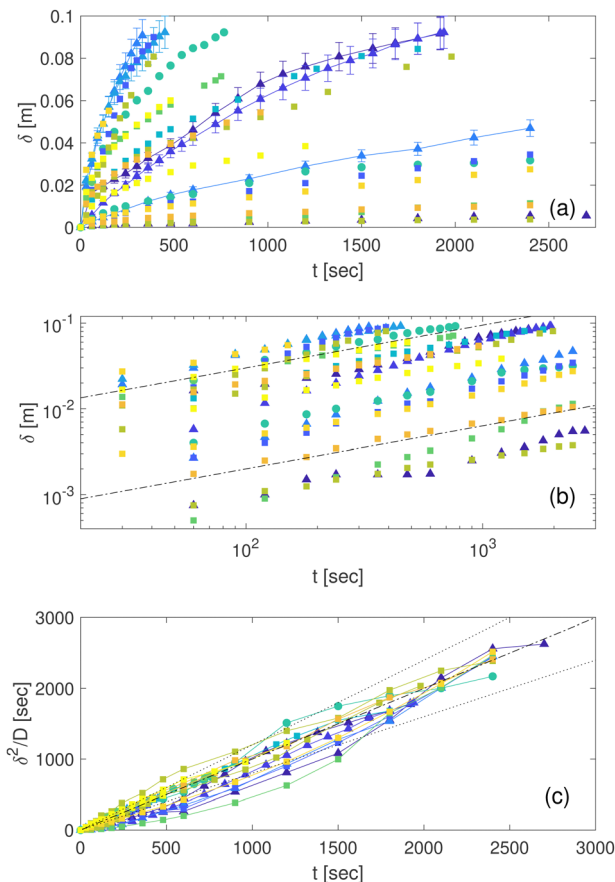 0.1
0.08
0.06
0.04
0.02
0
δ [m]
(a)
0 500 1000 1500 2000 2500
t [sec]
10⁻¹
10⁻²
10⁻³
δ [m]
(b)
10² 10³
t [sec]
3000
2000
1000
0
δ²/D [sec]
(c)
0 500 1000 1500 2000 2500 3000
t [sec]